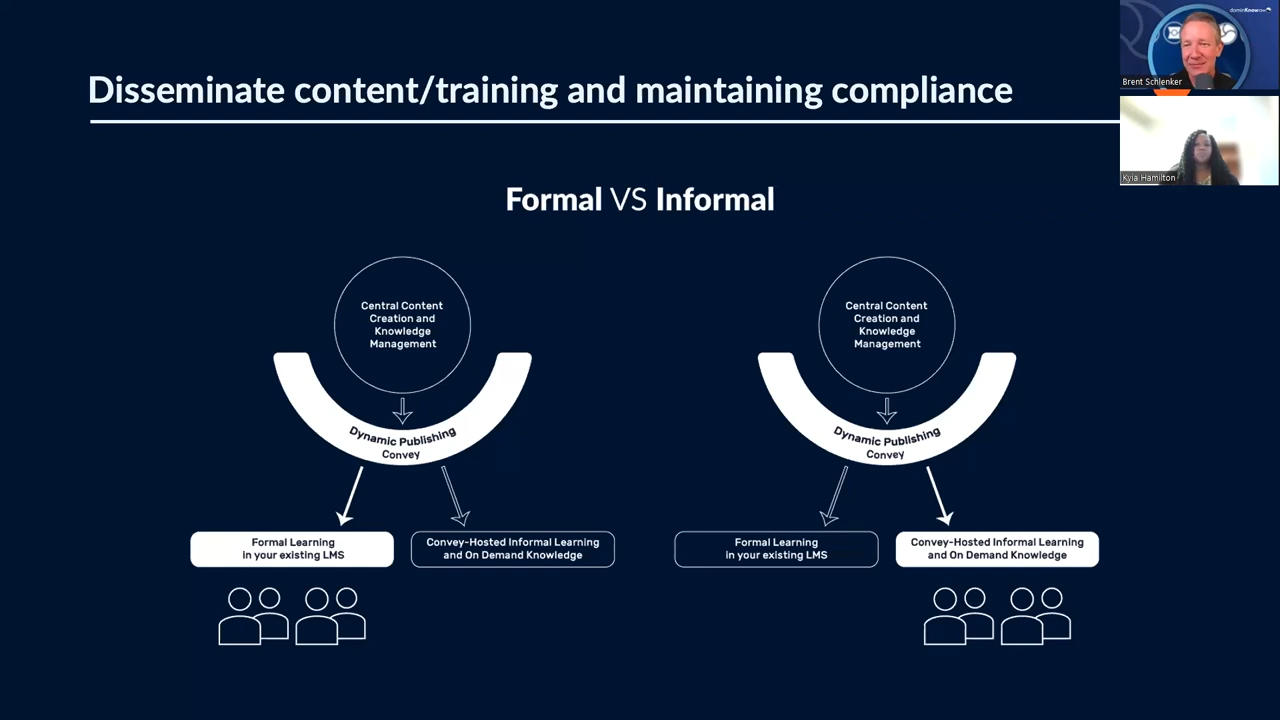 dominKnow
Disseminate content/training and maintaining compliance
Brent Schlenker
Kyia Hamilton
Formal VS Informal
Central Content
Creation and
Knowledge
Management
Dynamic Publishing
Convey
Formal Learning
in your existing LMS
Convey-Hosted Informal Learning
and On Demand Knowledge
Central Content
Creation and
Knowledge
Management
Dynamic Publishing
Convey
Formal Learning
in your existing LMS
Convey-Hosted Informal Learning
and On Demand Knowledge